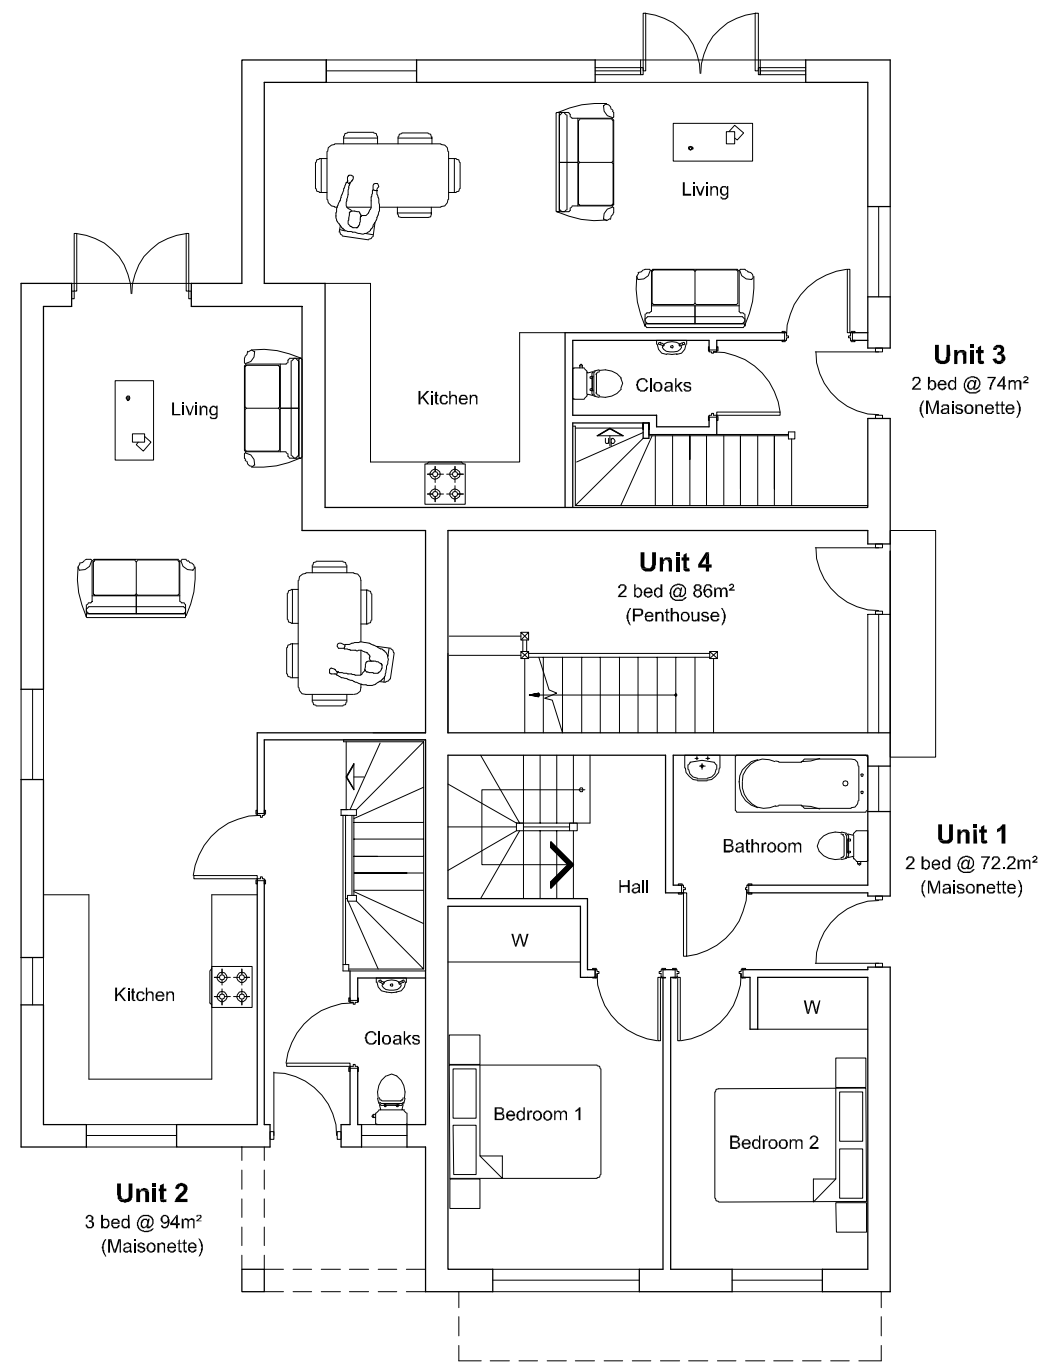 Living
Unit 3
2 bed @ 74m²
(Maisonette)
Cloaks
Kitchen
Living
up
Unit 4
2 bed @ 86m²
(Penthouse)
Unit 1
2 bed @ 72.2m²
(Maisonette)
Bathroom
Hall
W
Kitchen
W
Cloaks
Bedroom 1
Bedroom 2
Unit 2
3 bed @ 94m²
(Maisonette)